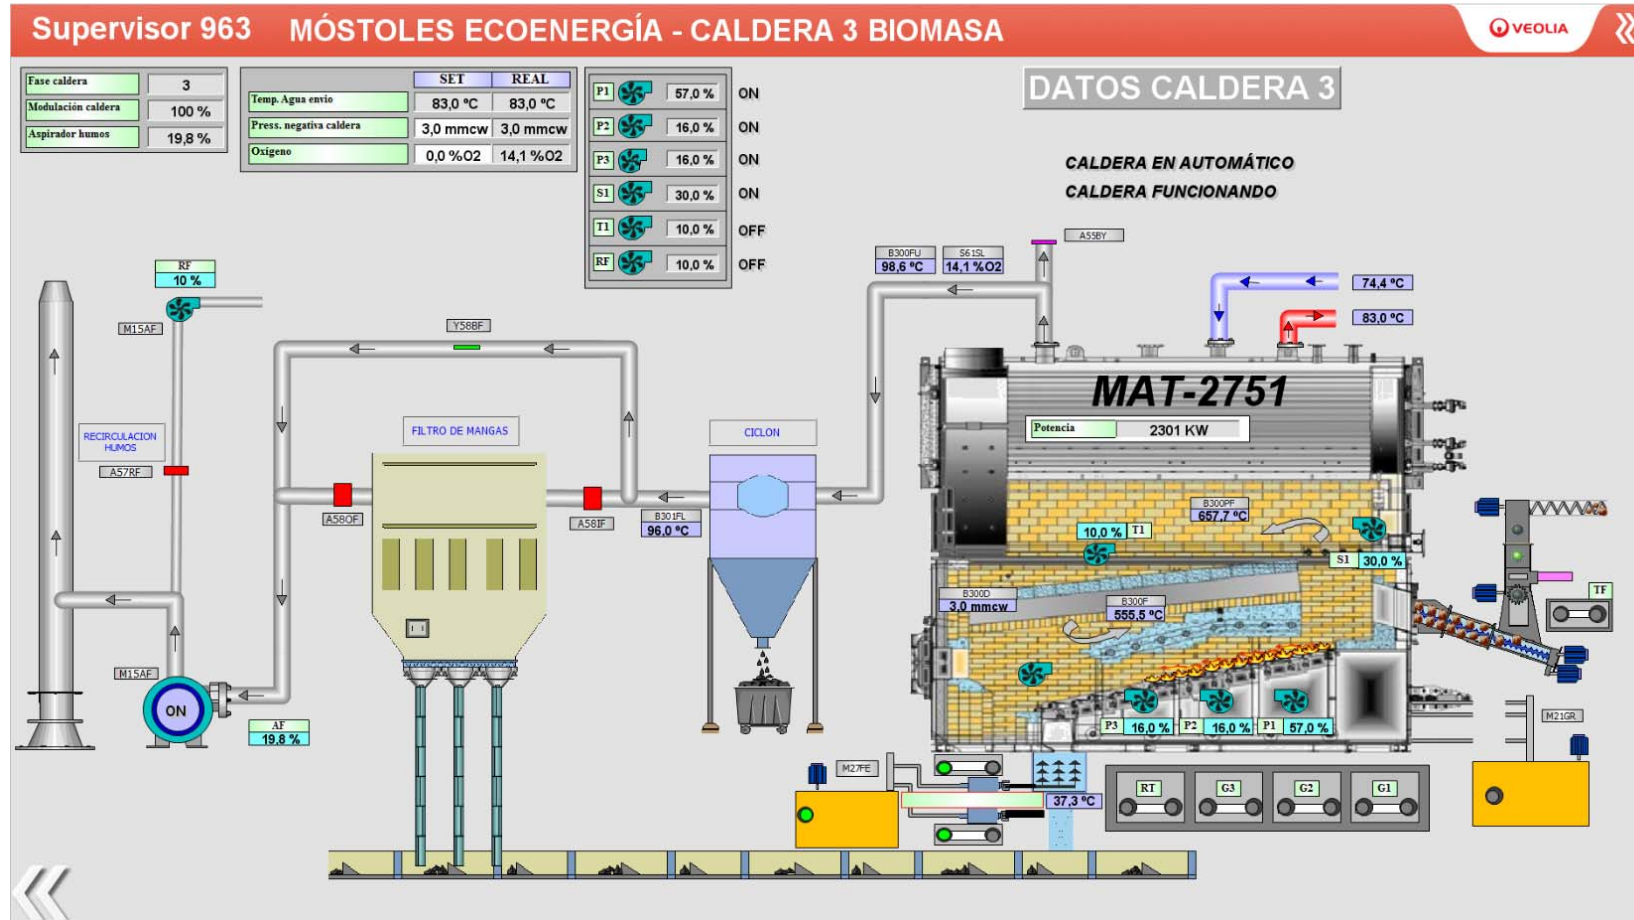 Supervisor 963
MÓSTOLES ECOENERGÍA - CALDERA 3 BIOMASA
VEOLIA
Fase caldera 3
Modulación caldera 100 %
Aspirador humos 19,8 %
SET REAL
Temp. Agua envio 83,0 ºC 83,0 ºC
Press. negativa caldera 3,0 mmcw 3,0 mmcw
Oxígeno 0,0 %O2 14,1 %O2
P1 57,0 % ON
P2 16,0 % ON
P3 16,0 % ON
S1 30,0 % ON
T1 10,0 % OFF
RF 10,0 % OFF
DATOS CALDERA 3
CALDERA EN AUTOMÁTICO
CALDERA FUNCIONANDO
A55BY
B300FU S61SL
98,6 ºC 14,1 %O2
74,4 ºC
83,0 ºC
RF
10 %
M15AF
Y58BF
MAT-2751
Potencia 2301 KW
RECIRCULACION
HUMOS
A57RF
FILTRO DE MANGAS
CICLON
A58OF
A58IF
B301FL
96,0 ºC
B300PF
657,7 ºC
10,0 % T1
S1 30,0 %
B300D
3,0 mmcw
B300F
555,5 ºC
TF
M15AF
ON
AF
19,8 %
P3 16,0 % P2 16,0 % P1 57,0 %
M21GR
M27FE
37,3 ºC
RT G3 G2 G1